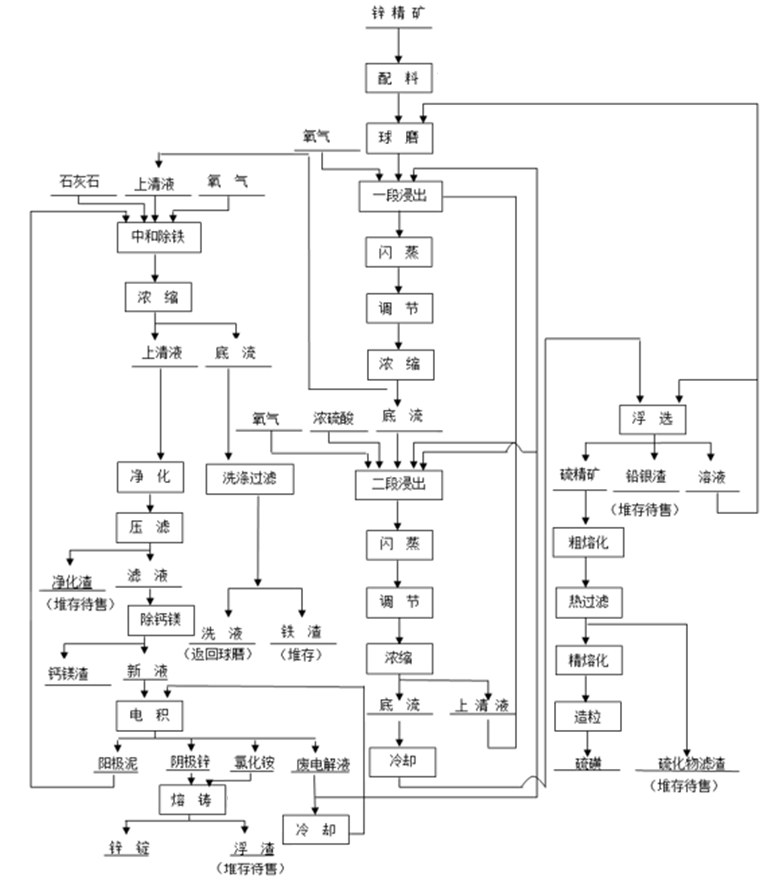 锌精矿
配料
球磨
氧气
石灰石
上清液
氧气
一段浸出
中和除铁
闪蒸
浓缩
调节
上清液
底流
浓缩
氧气
浓硫酸
底流
浮选
净化
洗涤过滤
二段浸出
硫精矿
铅银渣
溶液
(堆存待售)
压滤
闪蒸
粗熔化
净化渣
滤液
(堆存待售)
调节
热过滤
除钙镁
洗液
铁渣
(返回球磨)
(堆存)
浓缩
精熔化
钙镁渣
新液
电积
底流
上清液
造粒
阳极泥
阴极锌
氯化铵
废电解液
冷却
硫磺
硫化物滤渣
(堆存待售)
熔铸
冷却
锌锭
浮渣
(堆存待售)